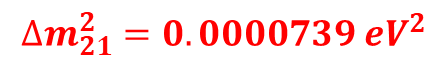 Δm²₂₁ = 0.0000739 eV²